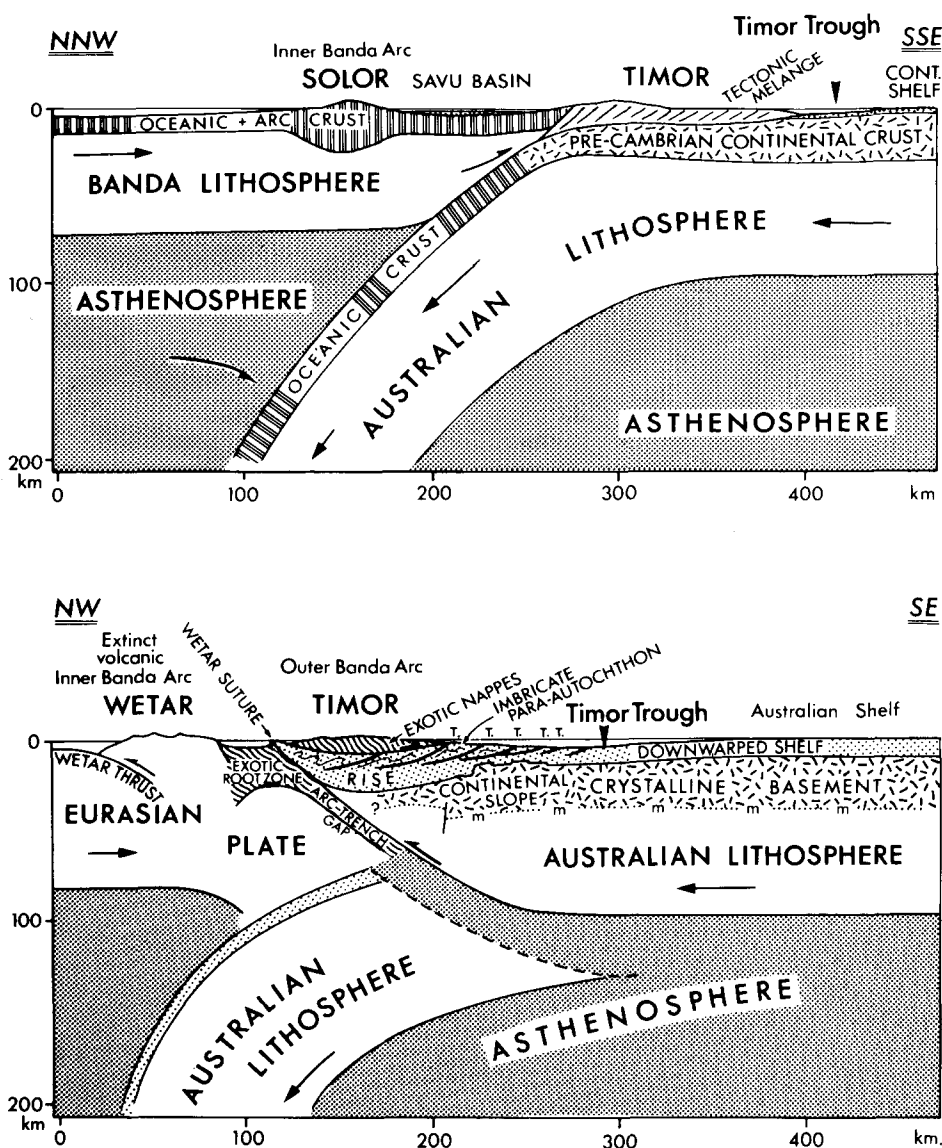 NNW
Inner Banda Arc
SOLOR
SAVU BASIN
TIMOR
TECTONIC
MELANGE
Timor Trough
SSE
CONT.
SHELF
0
OCEANIC + ARC CRUST
PRE-CAMBRIAN CONTINENTAL CRUST
BANDA LITHOSPHERE
LITHOSPHERE
100
ASTHENOSPHERE
OCEANIC CRUST
AUSTRALIAN
ASTHENOSPHERE
200
km
0
100
200
300
400
km
NW
SE
Extinct
volcanic
Inner Banda Arc
WETAR
WETAR SUTURE
Outer Banda Arc
TIMOR
EXOTIC NAPPES
IMBRICATE
PARA-AUTOCHTHON
T. T. T. T. T.
Timor Trough
Australian Shelf
0
WETAR THRUST
EXOTIC
ROOT ZONE
RISE
DOWNWARPED SHELF
?
CONTINENTAL
SLOPE
CRYSTALLINE BASEMENT
m m m m m m
ARC-TRENCH
GAP
EURASIAN
PLATE
AUSTRALIAN LITHOSPHERE
100
AUSTRALIAN
LITHOSPHERE
ASTHENOSPHERE
200
km
0
100
200
300
400
km.